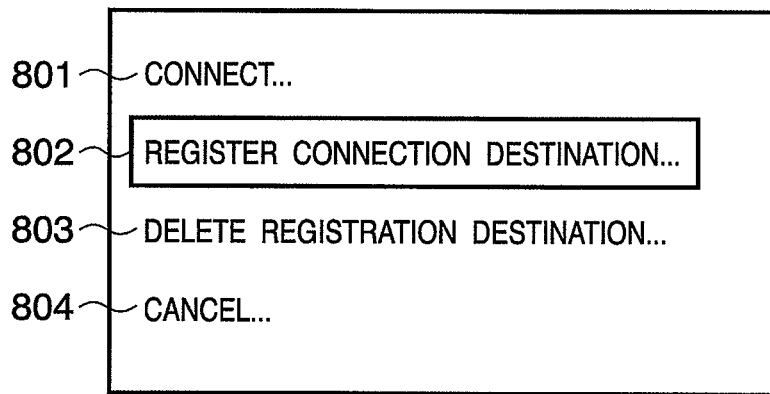 801 CONNECT...
802 REGISTER CONNECTION DESTINATION...
803 DELETE REGISTRATION DESTINATION...
804 CANCEL...